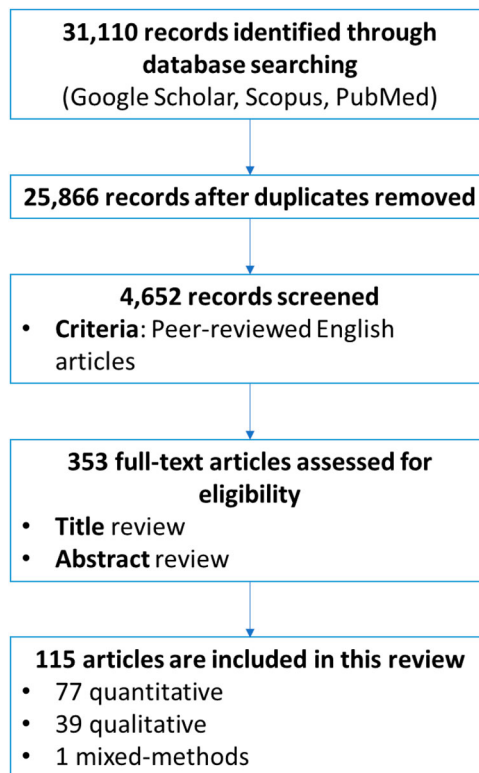 31,110 records identified through
database searching
(Google Scholar, Scopus, PubMed)
25,866 records after duplicates removed
4,652 records screened
• Criteria: Peer-reviewed English
articles
353 full-text articles assessed for
eligibility
• Title review
• Abstract review
115 articles are included in this review
• 77 quantitative
• 39 qualitative
• 1 mixed-methods